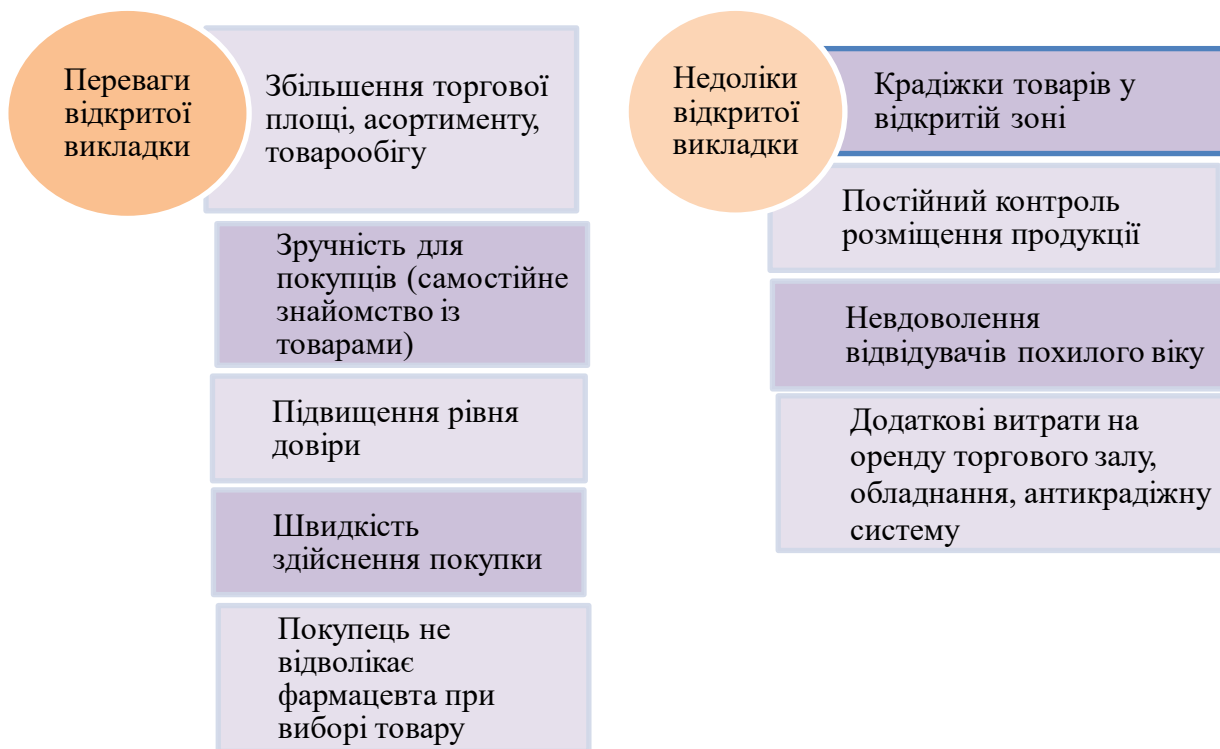 Переваги
відкритої
викладки
Збільшення торгової
площі, асортименту,
товарообігу
Зручність для
покупців (самостійне
знайомство із
товарами)
Підвищення рівня
довіри
Швидкість
здійснення покупки
Покупець не
відволікає
фармацевта при
виборі товару
Недоліки
відкритої
викладки
Крадіжки товарів у
відкритій зоні
Постійний контроль
розміщення продукції
Невдоволення
відвідувачів похилого віку
Додаткові витрати на
оренду торгового залу,
обладнання, антикрадіжну
систему